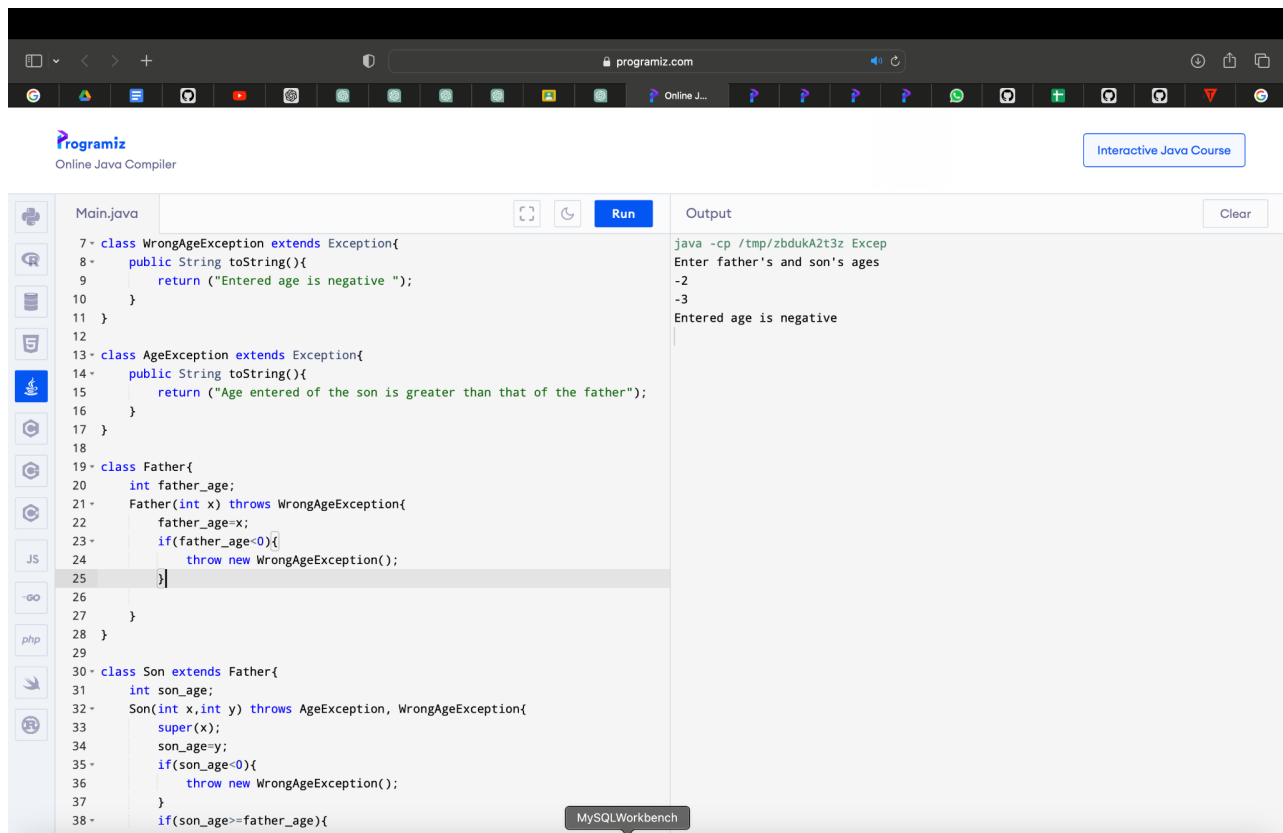 programiz.com
Online J...
Programiz
Online Java Compiler
Interactive Java Course
Main.java
Run
Output
Clear
7 class WrongAgeException extends Exception{
8 public String toString(){
9 return ("Entered age is negative ");
10 }
11 }
12
13 class AgeException extends Exception{
14 public String toString(){
15 return ("Age entered of the son is greater than that of the father");
16 }
17 }
18
19 class Father{
20 int father_age;
21 Father(int x) throws WrongAgeException{
22 father_age=x;
23 if(father_age<0){
24 throw new WrongAgeException();
25 }
26
27 }
28 }
29
30 class Son extends Father{
31 int son_age;
32 Son(int x,int y) throws AgeException, WrongAgeException{
33 super(x);
34 son_age=y;
35 if(son_age<0){
36 throw new WrongAgeException();
37 }
38 if(son_age>=father_age){
java -cp /tmp/zbdukA2t3z Excep
Enter father's and son's ages
-2
-3
Entered age is negative
JS
GO
php
MySQLWorkbench